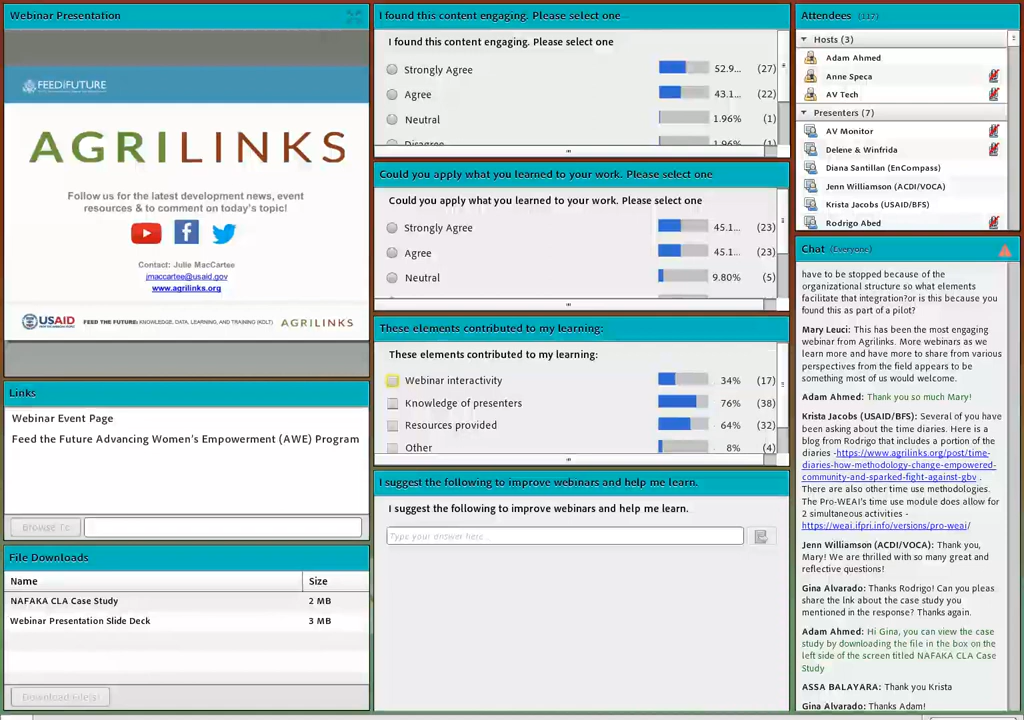 Webinar Presentation
FEED FUTURE
AGRILINKS
Follow us for the latest development news, event
resources & to comment on today's topic!
Contact: Julie MacCartee
jmaccartee@usaid.gov
www.agrilinks.org
USAID
FEED THE FUTURE: KNOWLEDGE, DATA, LEARNING, AND TRAINING (KDLT)
AGRILINKS
Links
Webinar Event Page
Feed the Future Advancing Women's Empowerment (AWE) Program
Browse To
File Downloads
Name Size
NAFAKA CLA Case Study 2 MB
Webinar Presentation Slide Deck 3 MB
Download File(s)
I found this content engaging. Please select one
I found this content engaging. Please select one
Strongly Agree 52.9... (27)
Agree 43.1... (22)
Neutral 1.96% (1)
Disagree 1.96% (1)
Could you apply what you learned to your work. Please select one
Could you apply what you learned to your work. Please select one
Strongly Agree 45.1... (23)
Agree 45.1... (23)
Neutral 9.80% (5)
These elements contributed to my learning:
These elements contributed to my learning:
Webinar interactivity 34% (17)
Knowledge of presenters 76% (38)
Resources provided 64% (32)
Other 8% (4)
I suggest the following to improve webinars and help me learn.
I suggest the following to improve webinars and help me learn.
Type your answer here...
Attendees (117)
Hosts (3)
Adam Ahmed
Anne Speca
AV Tech
Presenters (7)
AV Monitor
Delene & Winfrida
Diana Santillan (EnCompass)
Jenn Williamson (ACDI/VOCA)
Krista Jacobs (USAID/BFS)
Rodrigo Abed
Chat (Everyone)
have to be stopped because of the
organizational structure so what elements
facilitate that integration?or is this because you
found this as part of a pilot?
Mary Leuci: This has been the most engaging
webinar from Agrilinks. More webinars as we
learn more and have more to share from various
perspectives from the field appears to be
something most of us would welcome.
Adam Ahmed: Thank you so much Mary!
Krista Jacobs (USAID/BFS): Several of you have
been asking about the time diaries. Here is a
blog from Rodrigo that includes a portion of the
diaries -https://www.agrilinks.org/post/time-
diaries-how-methodology-change-empowered-
community-and-sparked-fight-against-gbv .
There are also other time use methodologies.
The Pro-WEAI's time use module does allow for
2 simultaneous activities -
https://weai.ifpri.info/versions/pro-weai/
Jenn Williamson (ACDI/VOCA): Thank you,
Mary! We are thrilled with so many great and
reflective questions!
Gina Alvarado: Thanks Rodrigo! Can you pleas
share the lnk about the case study you
mentioned in the response? Thanks again.
Adam Ahmed: Hi Gina, you can view the case
study by downloading the file in the box on the
left side of the screen titled NAFAKA CLA Case
Study
ASSA BALAYARA: Thank you Krista
Gina Alvarado: Thanks Adam!